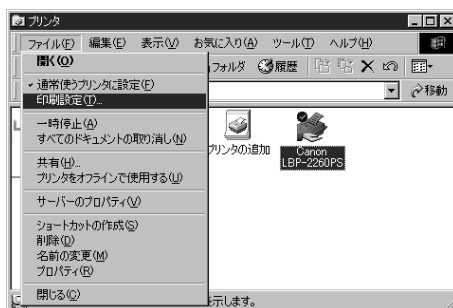 プリンタ
ファイル(F) 編集(E) 表示(V) お気に入り(A) ツール(T) ヘルプ(H)
開く(O)
フォルダ 履歴
✓通常使うプリンタに設定(F)
印刷設定(T)...
移動
一時停止(A)
すべてのドキュメントの取り消し(N)
プリンタの追加
Canon
LBP-2260PS
共有(H)...
プリンタをオフラインで使用する(U)
サーバーのプロパティ(V)
ショートカットの作成(S)
削除(D)
名前の変更(M)
プロパティ(R)
閉じる(C)
示します。